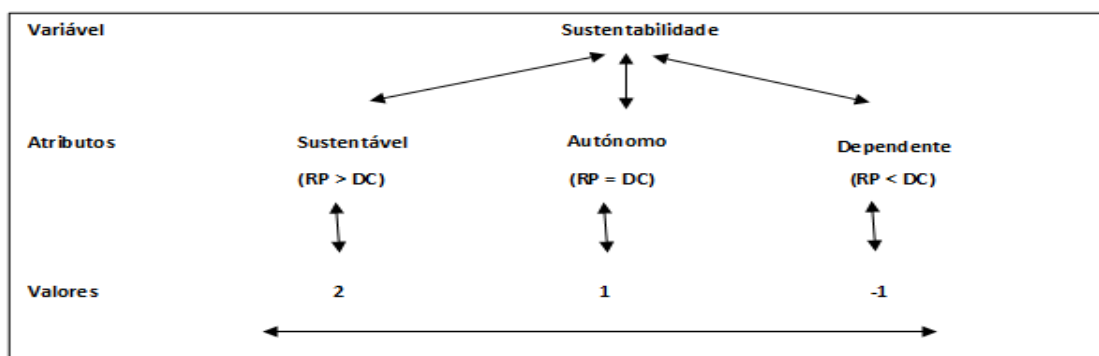 Variável Sustentabilidade
Atributos Sustentável Autónomo Dependente
(RP > DC) (RP = DC) (RP < DC)
Valores 2 1 -1